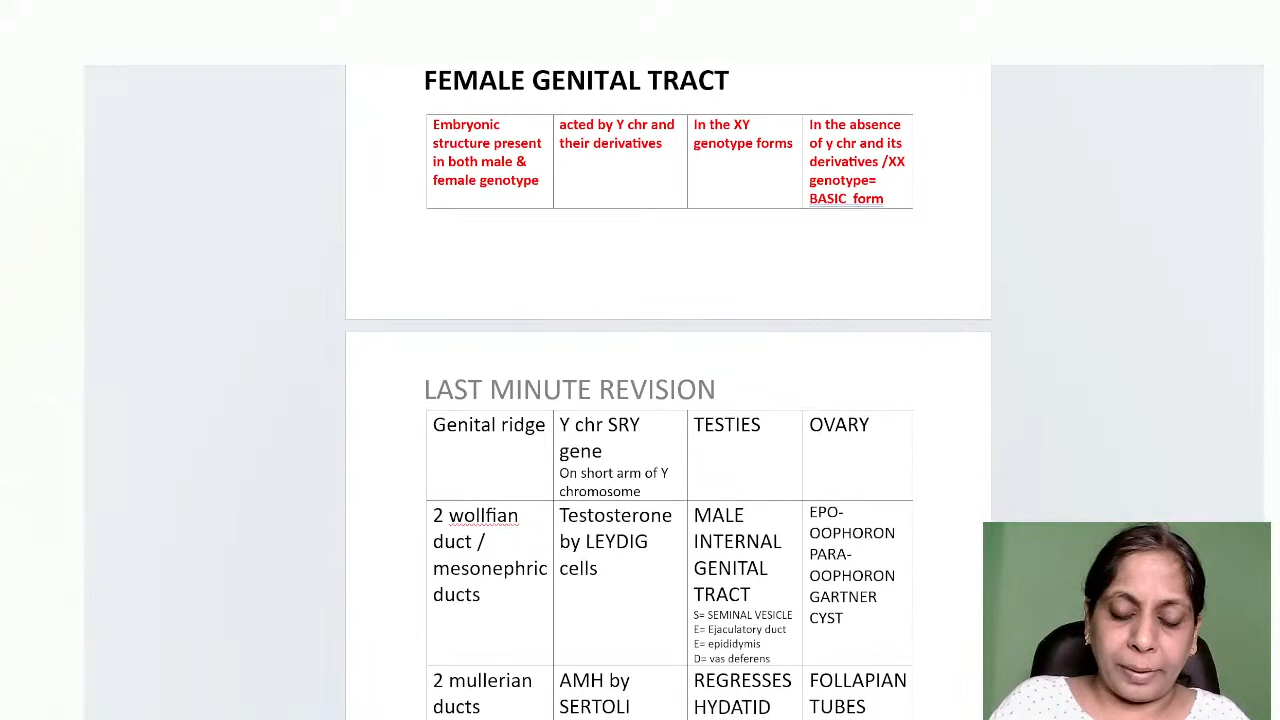 FEMALE GENITAL TRACT
Embryonic
structure present
in both male &
female genotype
acted by Y chr and
their derivatives
In the XY
genotype forms
In the absence
of y chr and its
derivatives /XX
genotype=
BASIC form
LAST MINUTE REVISION
Genital ridge
Y chr SRY
gene
On short arm of Y
chromosome
TESTIES
OVARY
2 wollfian
duct /
mesonephric
ducts
Testosterone
by LEYDIG
cells
MALE
INTERNAL
GENITAL
TRACT
S= SEMINAL VESICLE
E= Ejaculatory duct
E= epididymis
D= vas deferens
EPO-
OOPHORON
PARA-
OOPHORON
GARTNER
CYST
2 mullerian
ducts
AMH by
SERTOLI
REGRESSES
HYDATID
FOLLAPIAN
TUBES